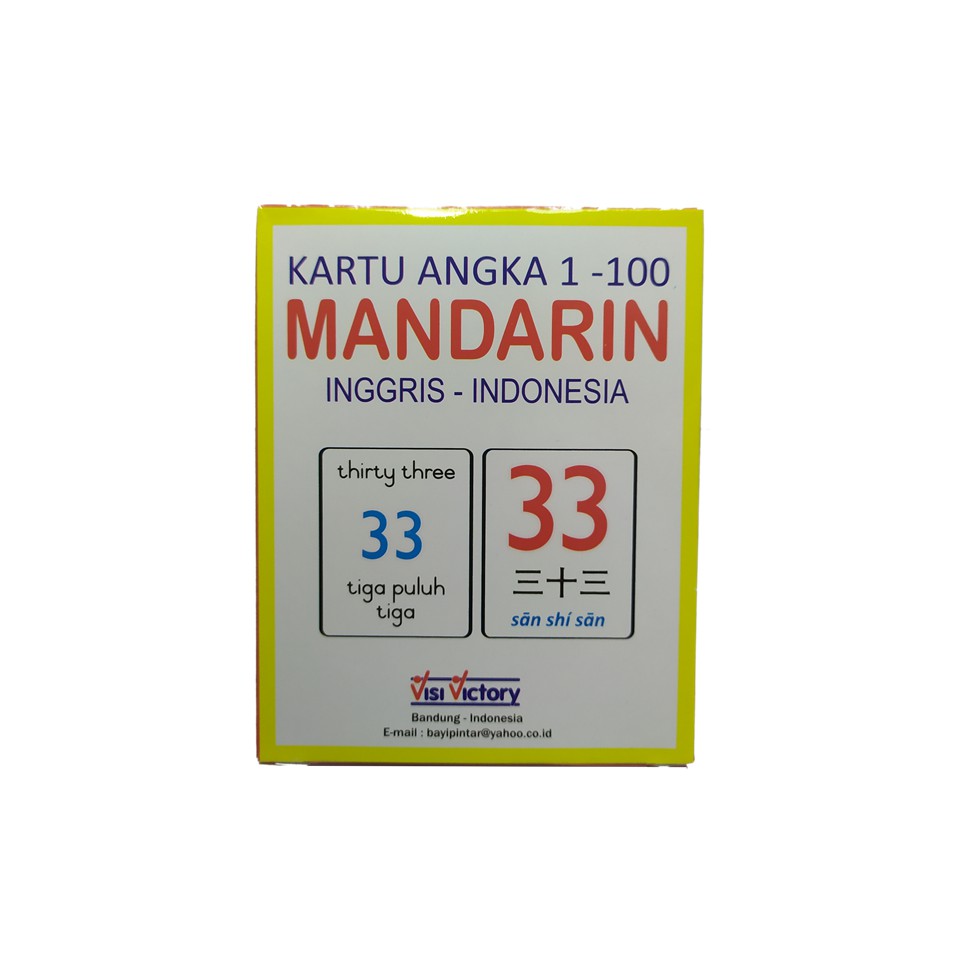 KARTU ANGKA 1 -100
MANDARIN
INGGRIS - INDONESIA
thirty three
33
tiga puluh
tiga
33
三十三
sān shí sān
VISI VICTORY
Bandung - Indonesia
E-mail : bayipintar@yahoo.co.id